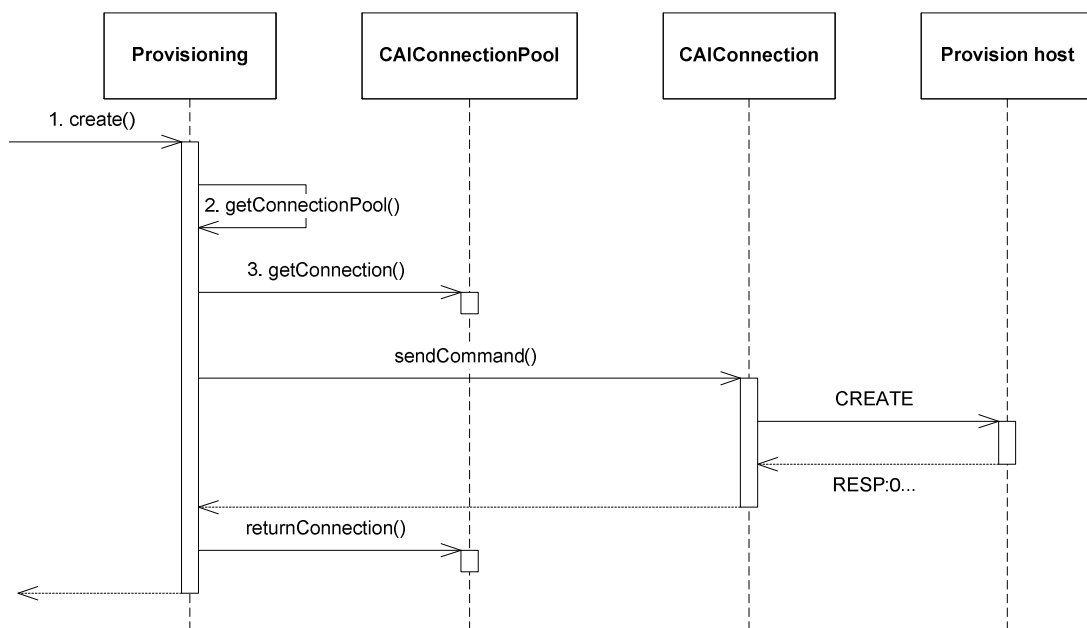 Provisioning
CAIConnectionPool
CAIConnection
Provision host
1. create()
2. getConnectionPool()
3. getConnection()
sendCommand()
CREATE
RESP:0...
returnConnection()